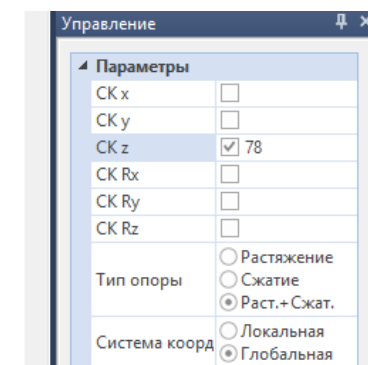 Управление
Параметры
СК x
СК y
СК z 78
СК Rx
СК Ry
СК Rz
Тип опоры
Растяжение
Сжатие
Раст.+Сжат.
Система коорд
Локальная
Глобальная